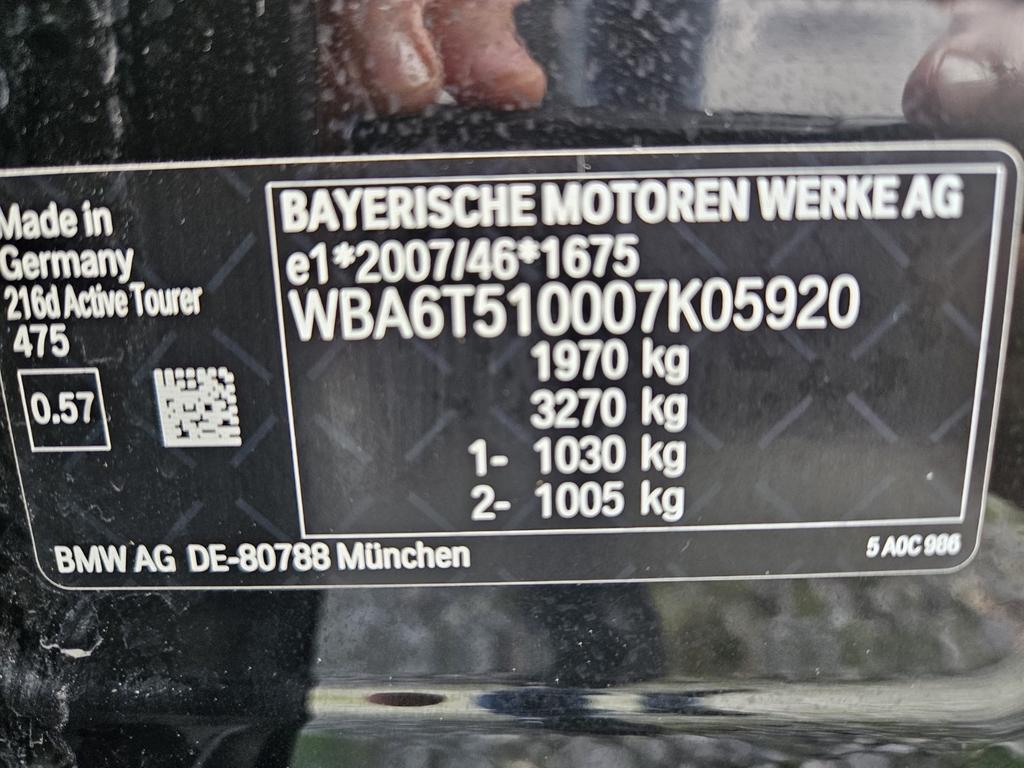 Made in
Germany
216d Active Tourer
475
0.57
BAYERISCHE MOTOREN WERKE AG
e1*2007/46*1675
WBA6T510007K05920
1970 kg
3270 kg
1- 1030 kg
2- 1005 kg
BMW AG DE-80788 München
5 A0C 986